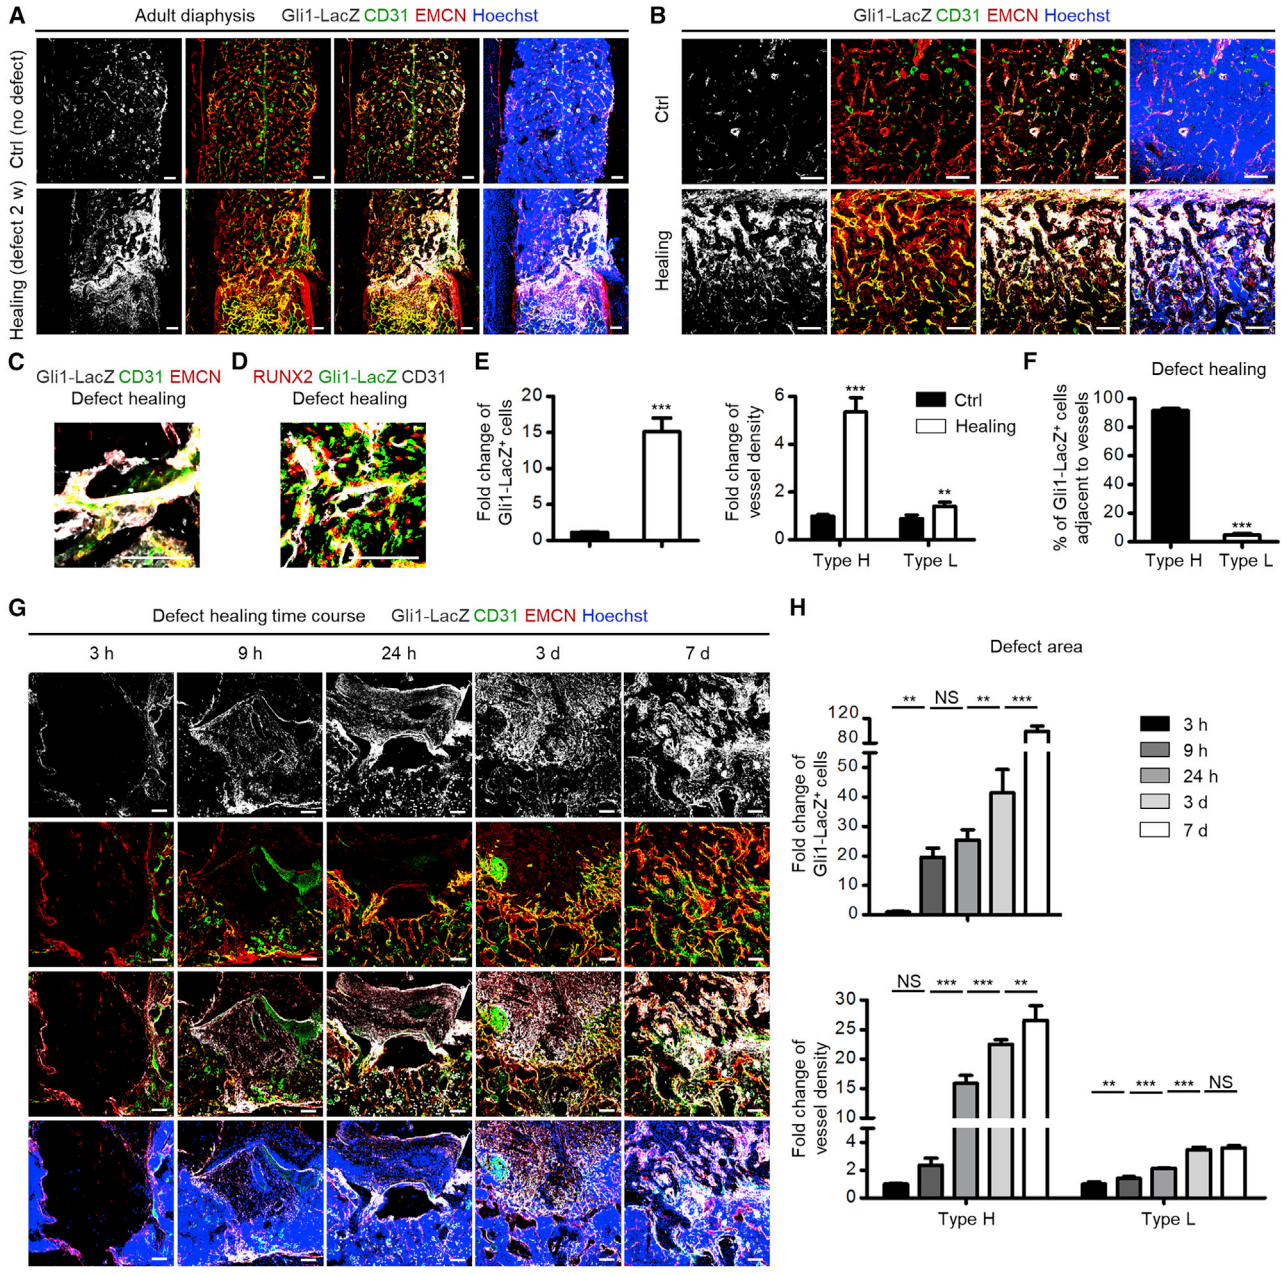 A
Adult diaphysis
Gli1-LacZ CD31 EMCN Hoechst
Ctrl (no defect)
Healing (defect 2 w)
B
Gli1-LacZ CD31 EMCN Hoechst
Ctrl
Healing
C
Gli1-LacZ CD31 EMCN
Defect healing
D
RUNX2 Gli1-LacZ CD31
Defect healing
E
Fold change of
Gli1-LacZ⁺ cells
20
15
10
5
0
***
Fold change of
vessel density
6
4
2
0
***
**
Type H
Type L
Ctrl
Healing
F
Defect healing
% of Gli1-LacZ⁺ cells
adjacent to vessels
100
80
60
40
20
0
***
Type H
Type L
G
Defect healing time course
Gli1-LacZ CD31 EMCN Hoechst
3 h
9 h
24 h
3 d
7 d
H
Defect area
Fold change of
Gli1-LacZ⁺ cells
120
80
50
40
30
20
10
0
**
NS
**
***
3 h
9 h
24 h
3 d
7 d
Fold change of
vessel density
30
25
20
15
10
4
2
0
NS
***
***
**
**
***
***
NS
Type H
Type L